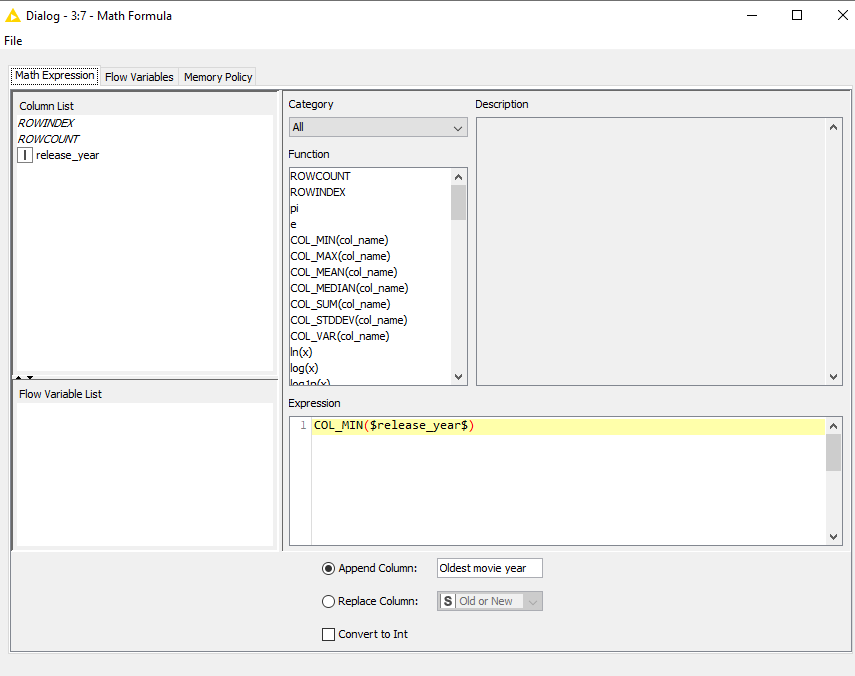 Dialog - 3:7 - Math Formula
File
Math Expression Flow Variables Memory Policy
Column List
ROWINDEX
ROWCOUNT
I release_year
Flow Variable List
Category
All
Function
ROWCOUNT
ROWINDEX
pi
e
COL_MIN(col_name)
COL_MAX(col_name)
COL_MEAN(col_name)
COL_MEDIAN(col_name)
COL_SUM(col_name)
COL_STDDEV(col_name)
COL_VAR(col_name)
ln(x)
log(x)
log1p(x)
Description
Expression
1 COL_MIN($release_year$)
Append Column: Oldest movie year
Replace Column: S Old or New
Convert to Int